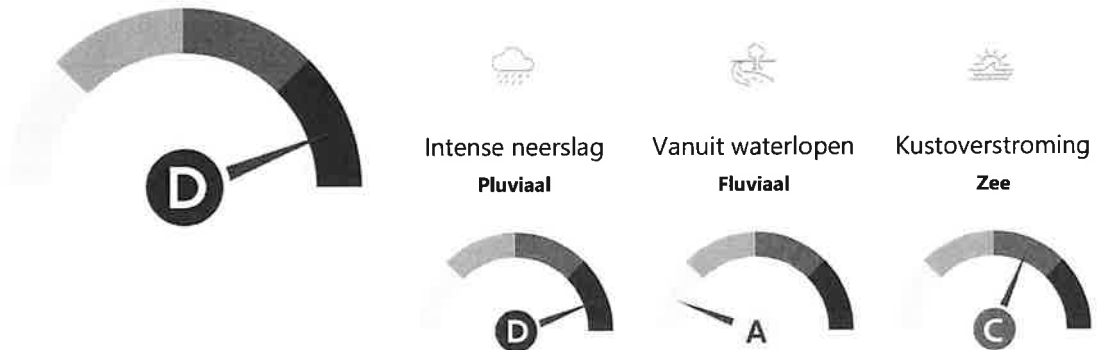 D
Intense neerslag Vanuit waterlopen Kustoverstroming
Pluviaal Fluviaal Zee
D A C